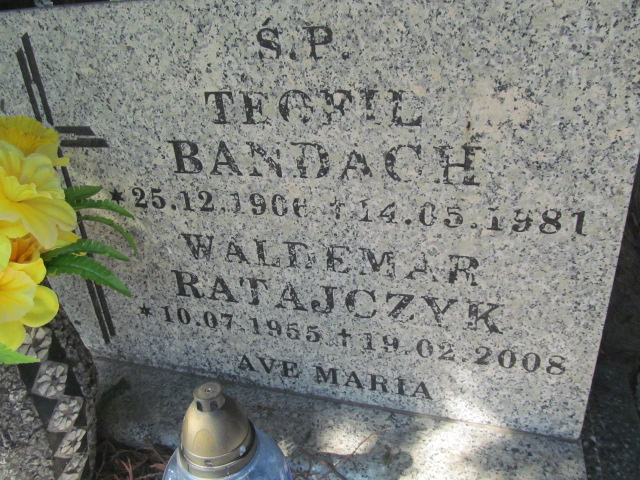 Ś.P.
TEOFIL
BANDACH
*25.12.1906 †14.05.1981
WALDEMAR
RATAJCZYK
*10.07.1955 †19.02.2008
AVE MARIA